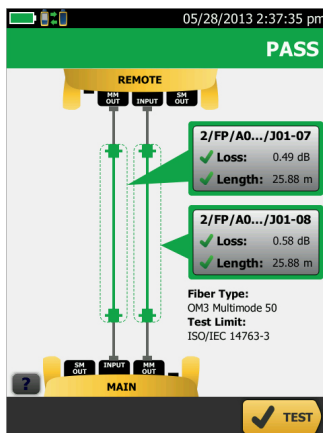 05/28/2013 2:37:35 pm
PASS
REMOTE
MM OUT INPUT SM OUT
2/FP/A0.../J01-07
Loss: 0.49 dB
Length: 25.88 m
2/FP/A0.../J01-08
Loss: 0.58 dB
Length: 25.88 m
Fiber Type:
OM3 Multimode 50
Test Limit:
ISO/IEC 14763-3
SM OUT INPUT MM OUT
?
MAIN
TEST